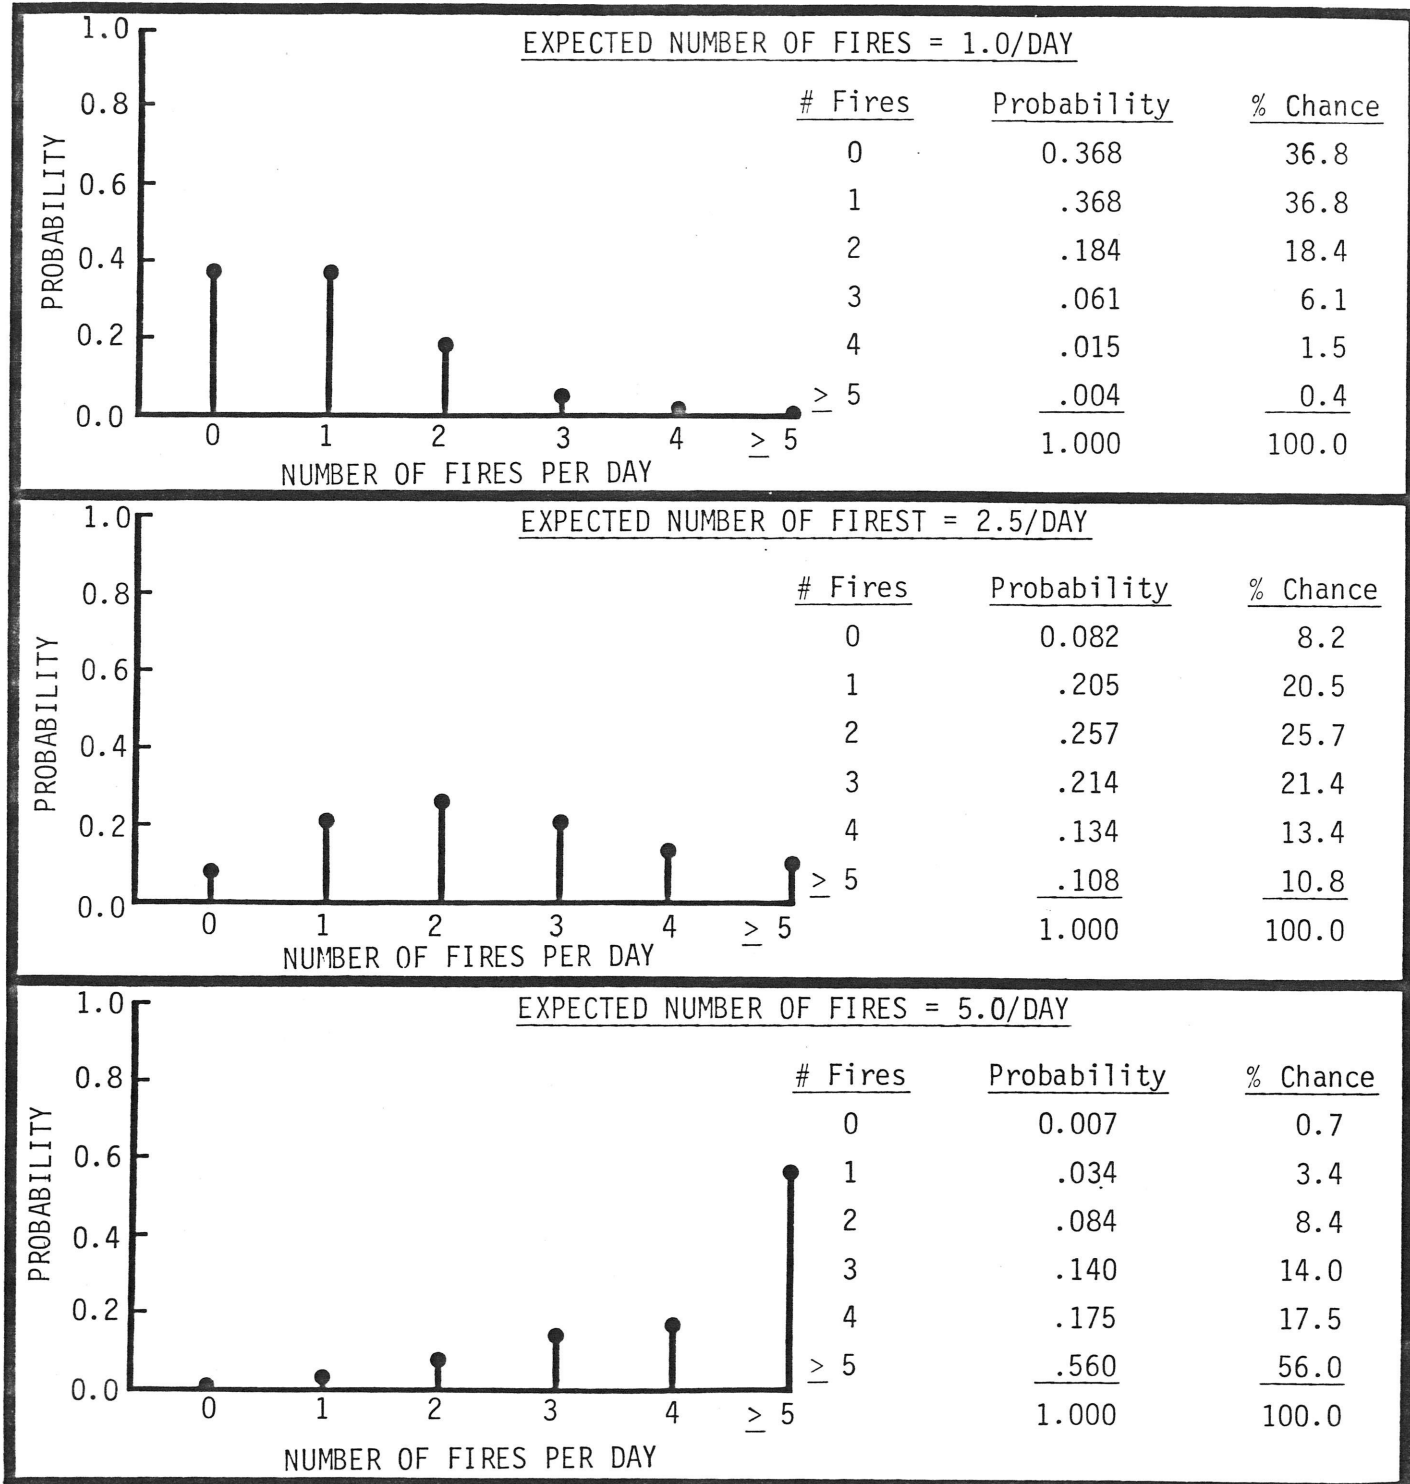 EXPECTED NUMBER OF FIRES = 1.0/DAY
1.0
0.8
0.6
0.4
0.2
0.0
PROBABILITY
0 1 2 3 4 ≥ 5
NUMBER OF FIRES PER DAY
# Fires Probability % Chance
0 0.368 36.8
1 .368 36.8
2 .184 18.4
3 .061 6.1
4 .015 1.5
≥ 5 .004 0.4
1.000 100.0
EXPECTED NUMBER OF FIREST = 2.5/DAY
1.0
0.8
0.6
0.4
0.2
0.0
PROBABILITY
0 1 2 3 4 ≥ 5
NUMBER OF FIRES PER DAY
# Fires Probability % Chance
0 0.082 8.2
1 .205 20.5
2 .257 25.7
3 .214 21.4
4 .134 13.4
≥ 5 .108 10.8
1.000 100.0
EXPECTED NUMBER OF FIRES = 5.0/DAY
1.0
0.8
0.6
0.4
0.2
0.0
PROBABILITY
0 1 2 3 4 ≥ 5
NUMBER OF FIRES PER DAY
# Fires Probability % Chance
0 0.007 0.7
1 .034 3.4
2 .084 8.4
3 .140 14.0
4 .175 17.5
≥ 5 .560 56.0
1.000 100.0